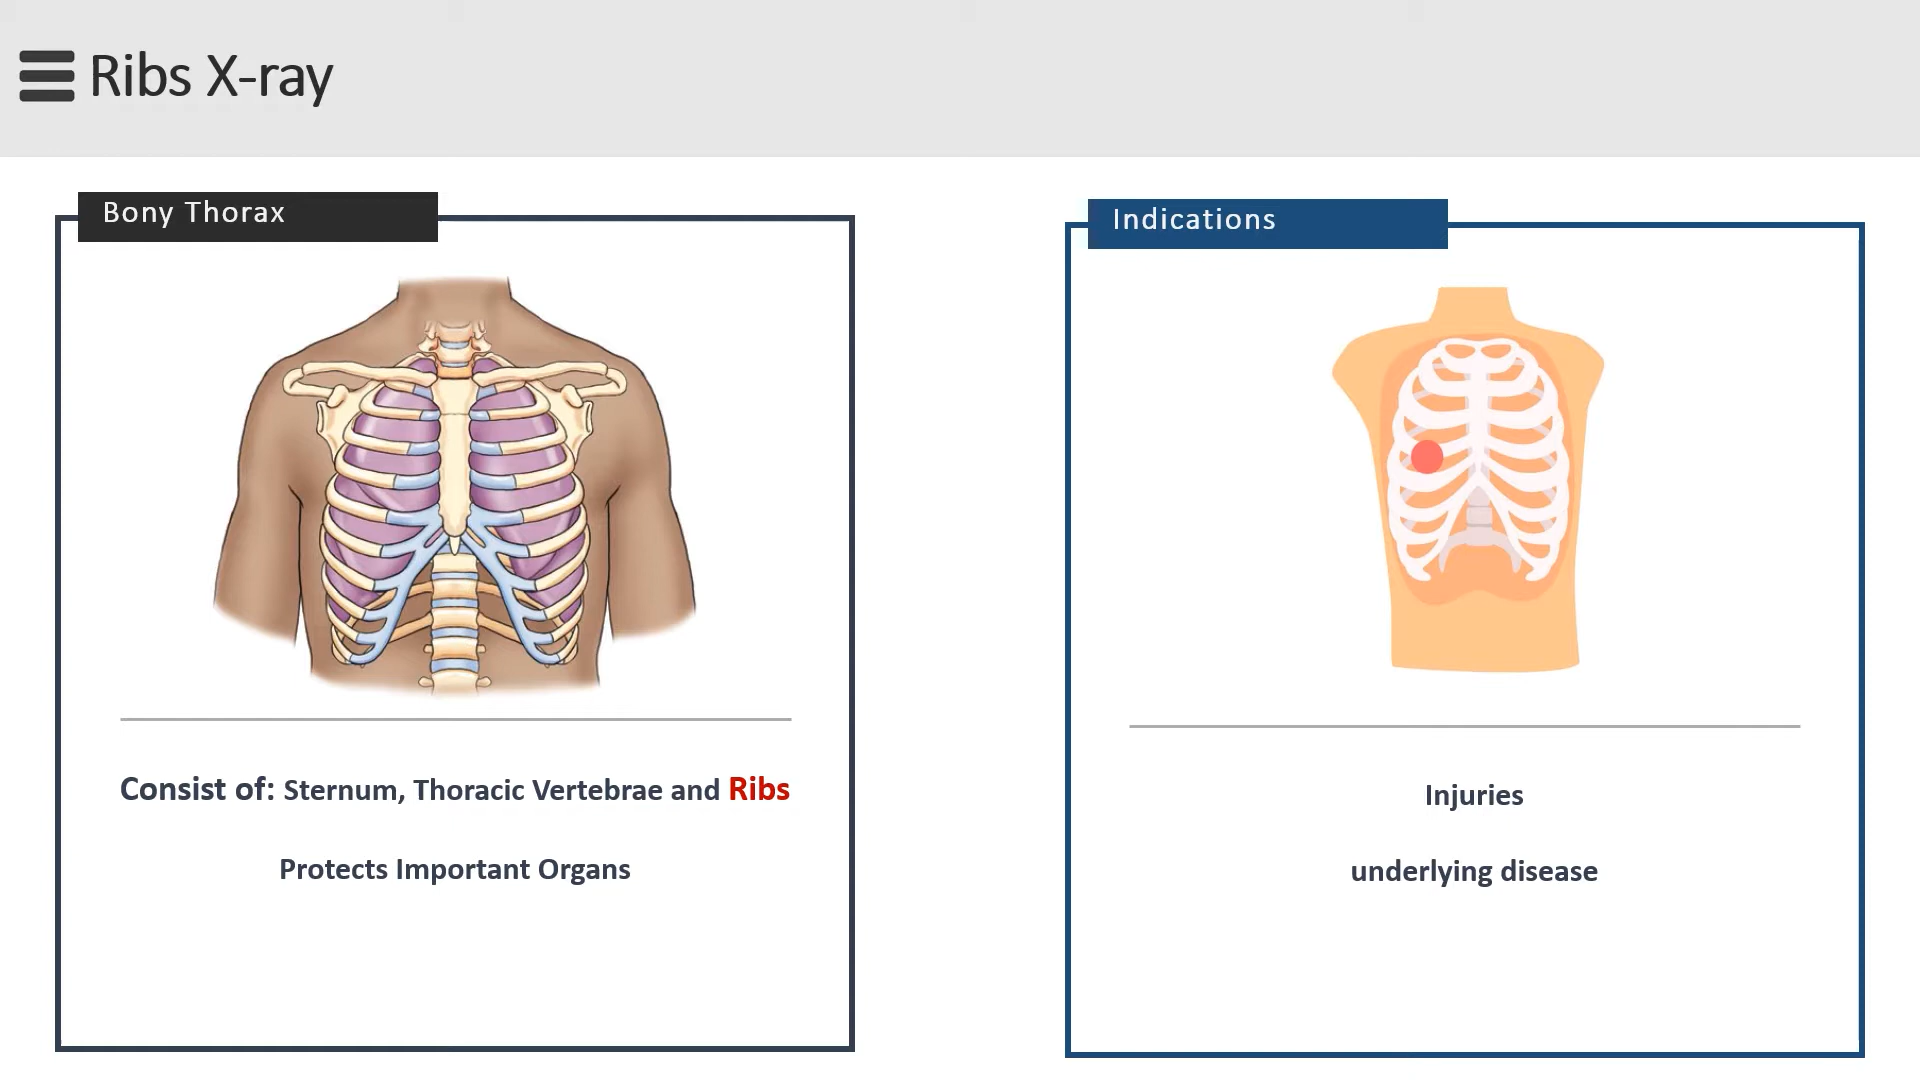 Ribs X-ray
Bony Thorax
Consist of: Sternum, Thoracic Vertebrae and Ribs
Protects Important Organs
Indications
Injuries
underlying disease